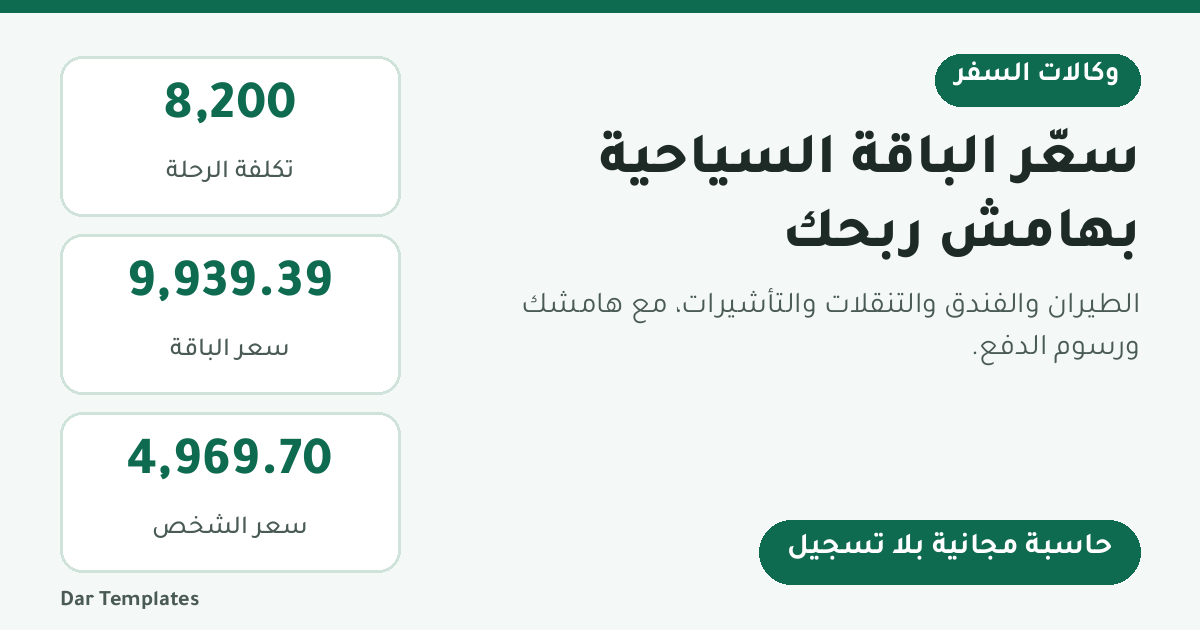 وكالات السفر
سعّر الباقة السياحية
بهامش ربحك
الطيران والفندق والتنقلات والتأشيرات، مع هامشك
ورسوم الدفع.
حاسبة مجانية بلا تسجيل
8,200
تكلفة الرحلة
9,939.39
سعر الباقة
4,969.70
سعر الشخص
Dar Templates